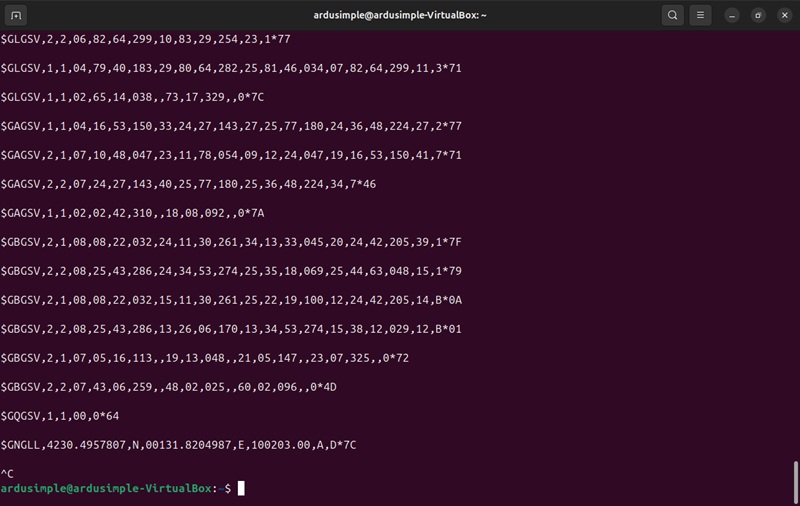 ardusimple@ardusimple-VirtualBox: ~
$GLGSV,2,2,06,82,64,299,10,83,29,254,23,1*77
$GLGSV,1,1,04,79,40,183,29,80,64,282,25,81,46,034,07,82,64,299,11,3*71
$GLGSV,1,1,02,65,14,038,,73,17,329,,0*7C
$GAGSV,1,1,04,16,53,150,33,24,27,143,27,25,77,180,24,36,48,224,27,2*77
$GAGSV,2,1,07,10,48,047,23,11,78,054,09,12,24,047,19,16,53,150,41,7*71
$GAGSV,2,2,07,24,27,143,40,25,77,180,25,36,48,224,34,7*46
$GAGSV,1,1,02,02,42,310,,18,08,092,,0*7A
$GBGSV,2,1,08,08,22,032,24,11,30,261,34,13,33,045,20,24,42,205,39,1*7F
$GBGSV,2,2,08,25,43,286,24,34,53,274,25,35,18,069,25,44,63,048,15,1*79
$GBGSV,2,1,08,08,22,032,15,11,30,261,25,22,19,100,12,24,42,205,14,B*0A
$GBGSV,2,2,08,25,43,286,13,26,06,170,13,34,53,274,15,38,12,029,12,B*01
$GBGSV,2,1,07,05,16,113,,19,13,048,,21,05,147,,23,07,325,,0*72
$GBGSV,2,2,07,43,06,259,,48,02,025,,60,02,096,,0*4D
$GQGSV,1,1,00,0*64
$GNGLL,4230.4957807,N,00131.8204987,E,100203.00,A,D*7C
^C
ardusimple@ardusimple-VirtualBox:~$